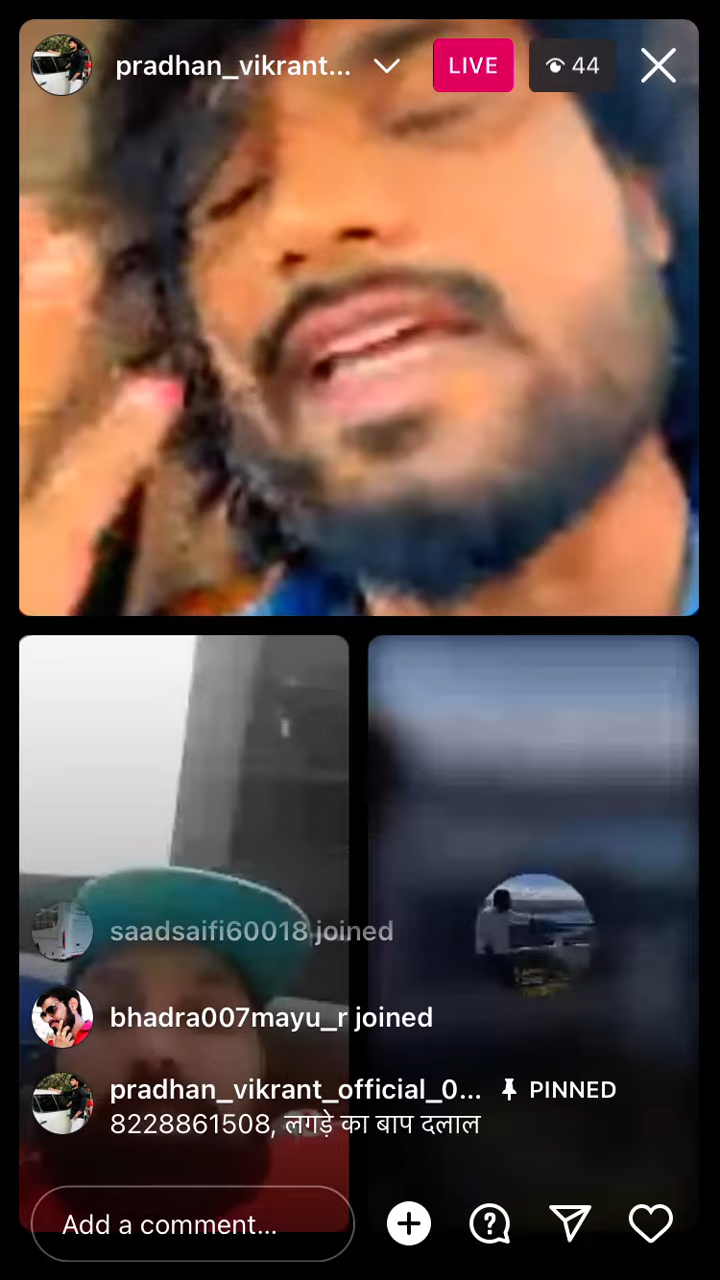 pradhan_vikrant...
LIVE
44
saadsaifi60018 joined
bhadra007mayu_r joined
pradhan_vikrant_official_0... PINNED
8228861508, लगड़े का बाप दलाल
Add a comment...